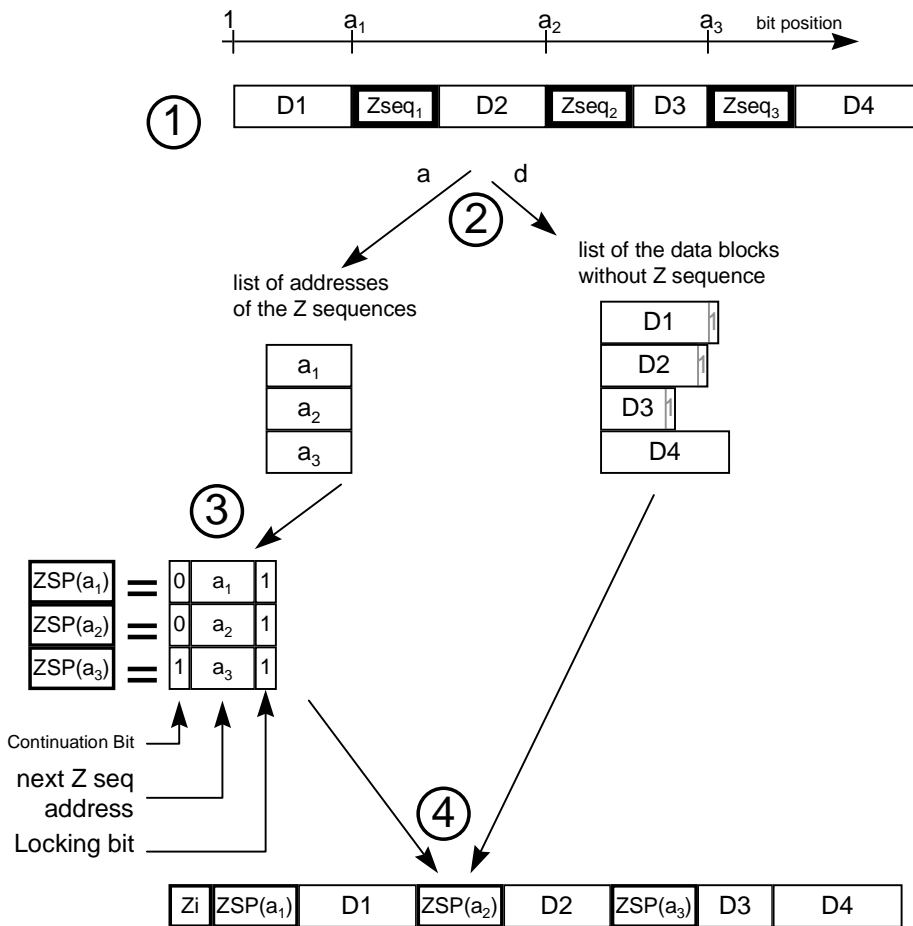 1 a₁ a₂ a₃ bit position
1 D1 Zseq₁ D2 Zseq₂ D3 Zseq₃ D4
a d
2
list of addresses
of the Z sequences
a₁
a₂
a₃
list of the data blocks
without Z sequence
D1 1
D2 1
D3 1
D4
3
ZSP(a₁) = 0 a₁ 1
ZSP(a₂) = 0 a₂ 1
ZSP(a₃) = 1 a₃ 1
Continuation Bit
next Z seq
address
Locking bit
4
Zi ZSP(a₁) D1 ZSP(a₂) D2 ZSP(a₃) D3 D4